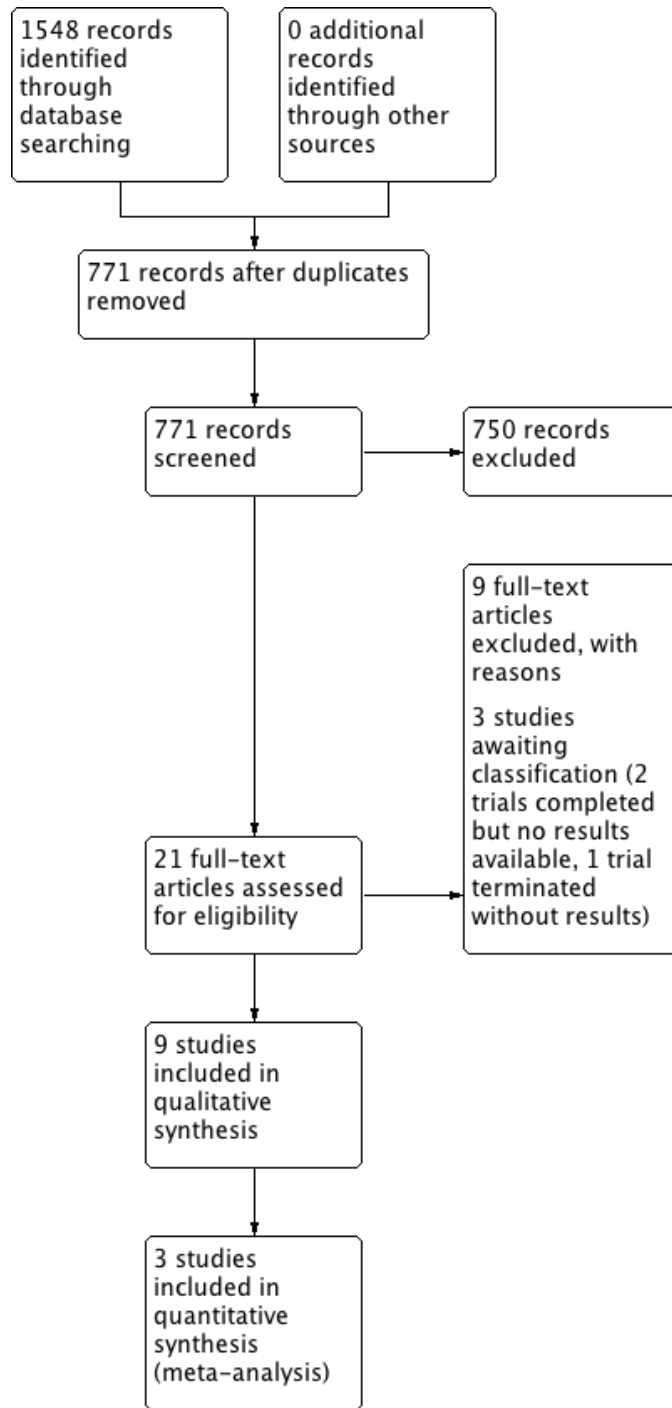 1548 records
identified
through
database
searching
0 additional
records
identified
through other
sources
771 records after duplicates
removed
771 records
screened
750 records
excluded
9 full-text
articles
excluded, with
reasons
3 studies
awaiting
classification (2
trials completed
but no results
available, 1 trial
terminated
without results)
21 full-text
articles assessed
for eligibility
9 studies
included in
qualitative
synthesis
3 studies
included in
quantitative
synthesis
(meta-analysis)